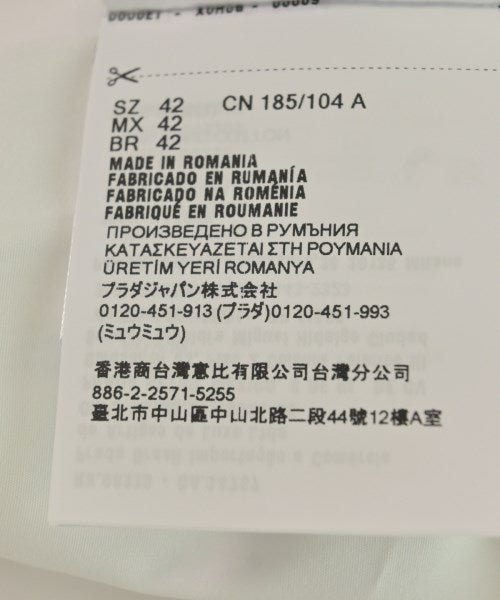 SZ 42 CN 185/104 A
MX 42
BR 42
MADE IN ROMANIA
FABRICADO EN RUMANÍA
FABRICADO NA ROMÉNIA
FABRIQUÉ EN ROUMANIE
ПРОИЗВЕДЕНО В РУМЪНИЯ
ΚΑΤΑΣΚΕΥΑΖΕΤΑΙ ΣΤΗ ΡΟΥΜΑΝΙΑ
ÜRETİM YERİ ROMANYA
プラダジャパン株式会社
0120-451-913 (プラダ)0120-451-993
(ミュウミュウ)
香港商台灣意比有限公司台灣分公司
886-2-2571-5255
臺北市中山區中山北路二段44號12樓A室